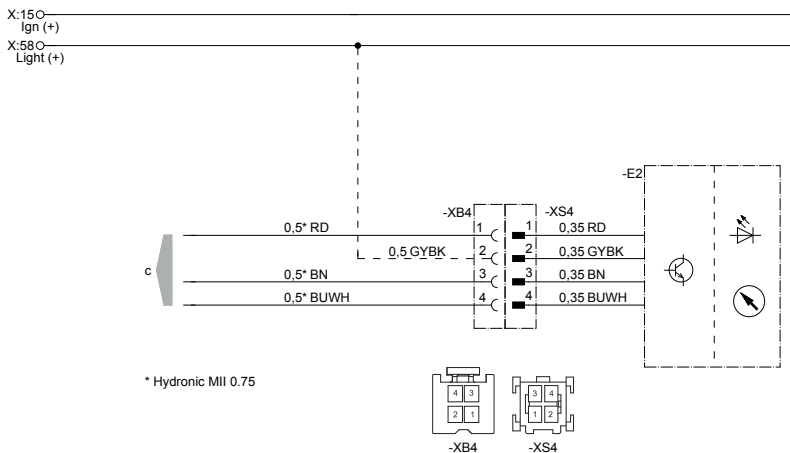 X:15
Ign (+)
X:58
Light (+)
-E2
-XB4
-XS4
1
1
0,5* RD
0,35 RD
0,5 GYBK
2
2
0,35 GYBK
c
0,5* BN
3
3
0,35 BN
0,5* BUWH
4
4
0,35 BUWH
* Hydronic MII 0.75
4 3
2 1
3 4
1 2
-XB4
-XS4